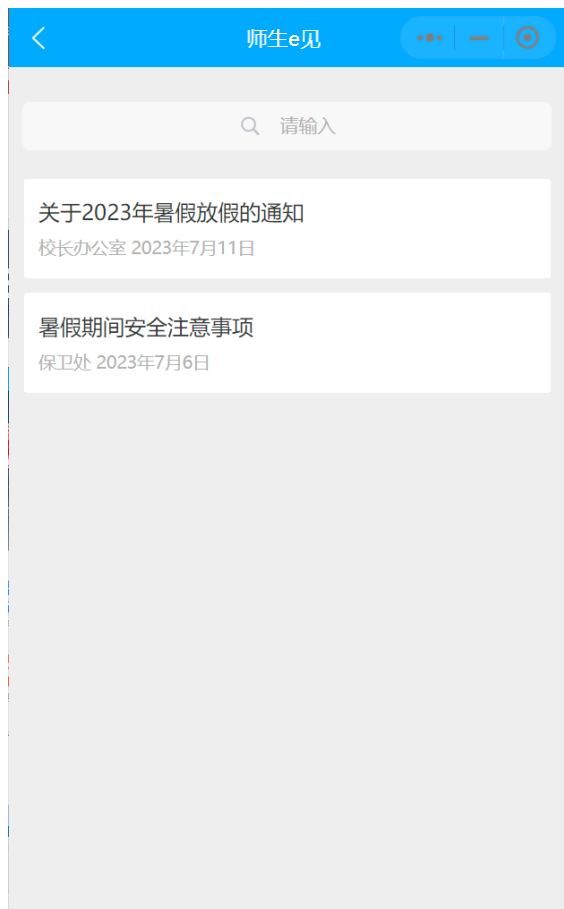 师生e见
请输入
关于2023年暑假放假的通知
校长办公室 2023年7月11日
暑假期间安全注意事项
保卫处 2023年7月6日